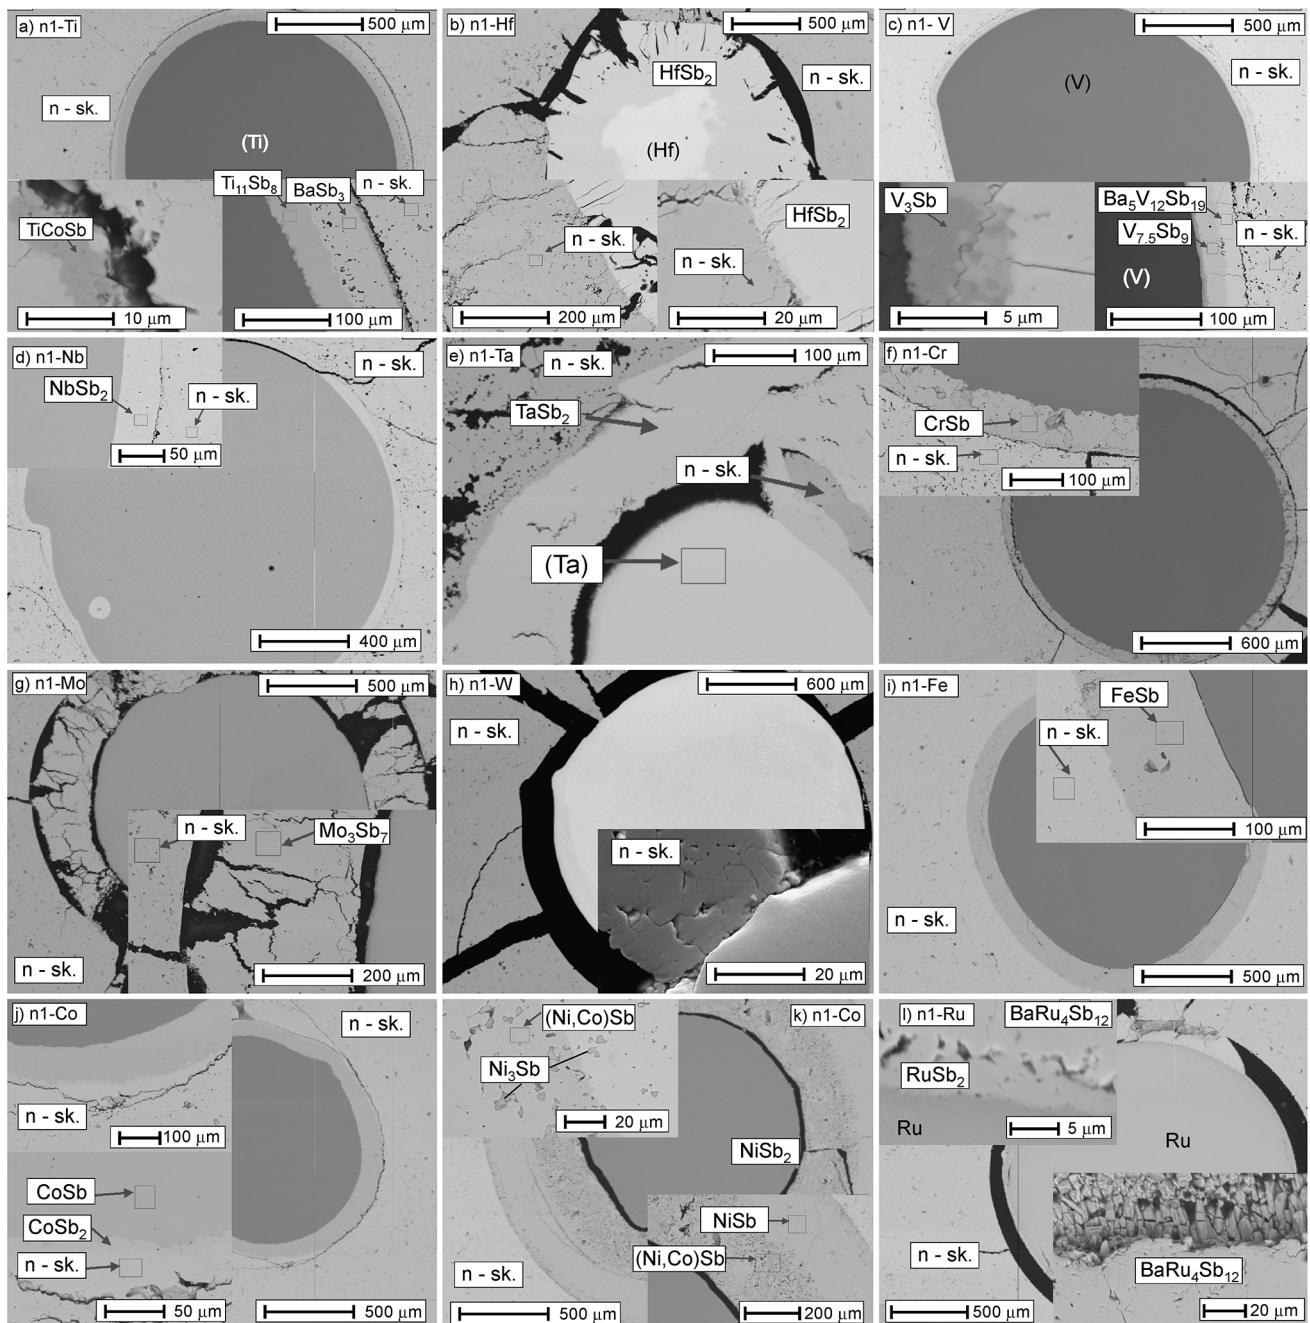 a) n1-Ti
500 μm
n - sk.
(Ti)
Ti11Sb8
BaSb3
n - sk.
TiCoSb
10 μm
100 μm
b) n1-Hf
500 μm
HfSb2
n - sk.
(Hf)
n - sk.
HfSb2
n - sk.
200 μm
20 μm
c) n1- V
500 μm
(V)
n - sk.
V3Sb
Ba5V12Sb19
V7.5Sb9
n - sk.
(V)
5 μm
100 μm
d) n1-Nb
n - sk.
NbSb2
n - sk.
50 μm
400 μm
e) n1-Ta
n - sk.
100 μm
TaSb2
n - sk.
(Ta)
f) n1-Cr
CrSb
n - sk.
100 μm
600 μm
g) n1-Mo
500 μm
n - sk.
Mo3Sb7
n - sk.
200 μm
h) n1-W
600 μm
n - sk.
n - sk.
20 μm
i) n1-Fe
FeSb
n - sk.
100 μm
n - sk.
500 μm
j) n1-Co
n - sk.
n - sk.
100 μm
CoSb
CoSb2
n - sk.
50 μm
500 μm
(Ni,Co)Sb
k) n1-Co
Ni3Sb
20 μm
NiSb2
NiSb
(Ni,Co)Sb
n - sk.
500 μm
200 μm
l) n1-Ru
BaRu4Sb12
RuSb2
Ru
5 μm
Ru
n - sk.
BaRu4Sb12
500 μm
20 μm